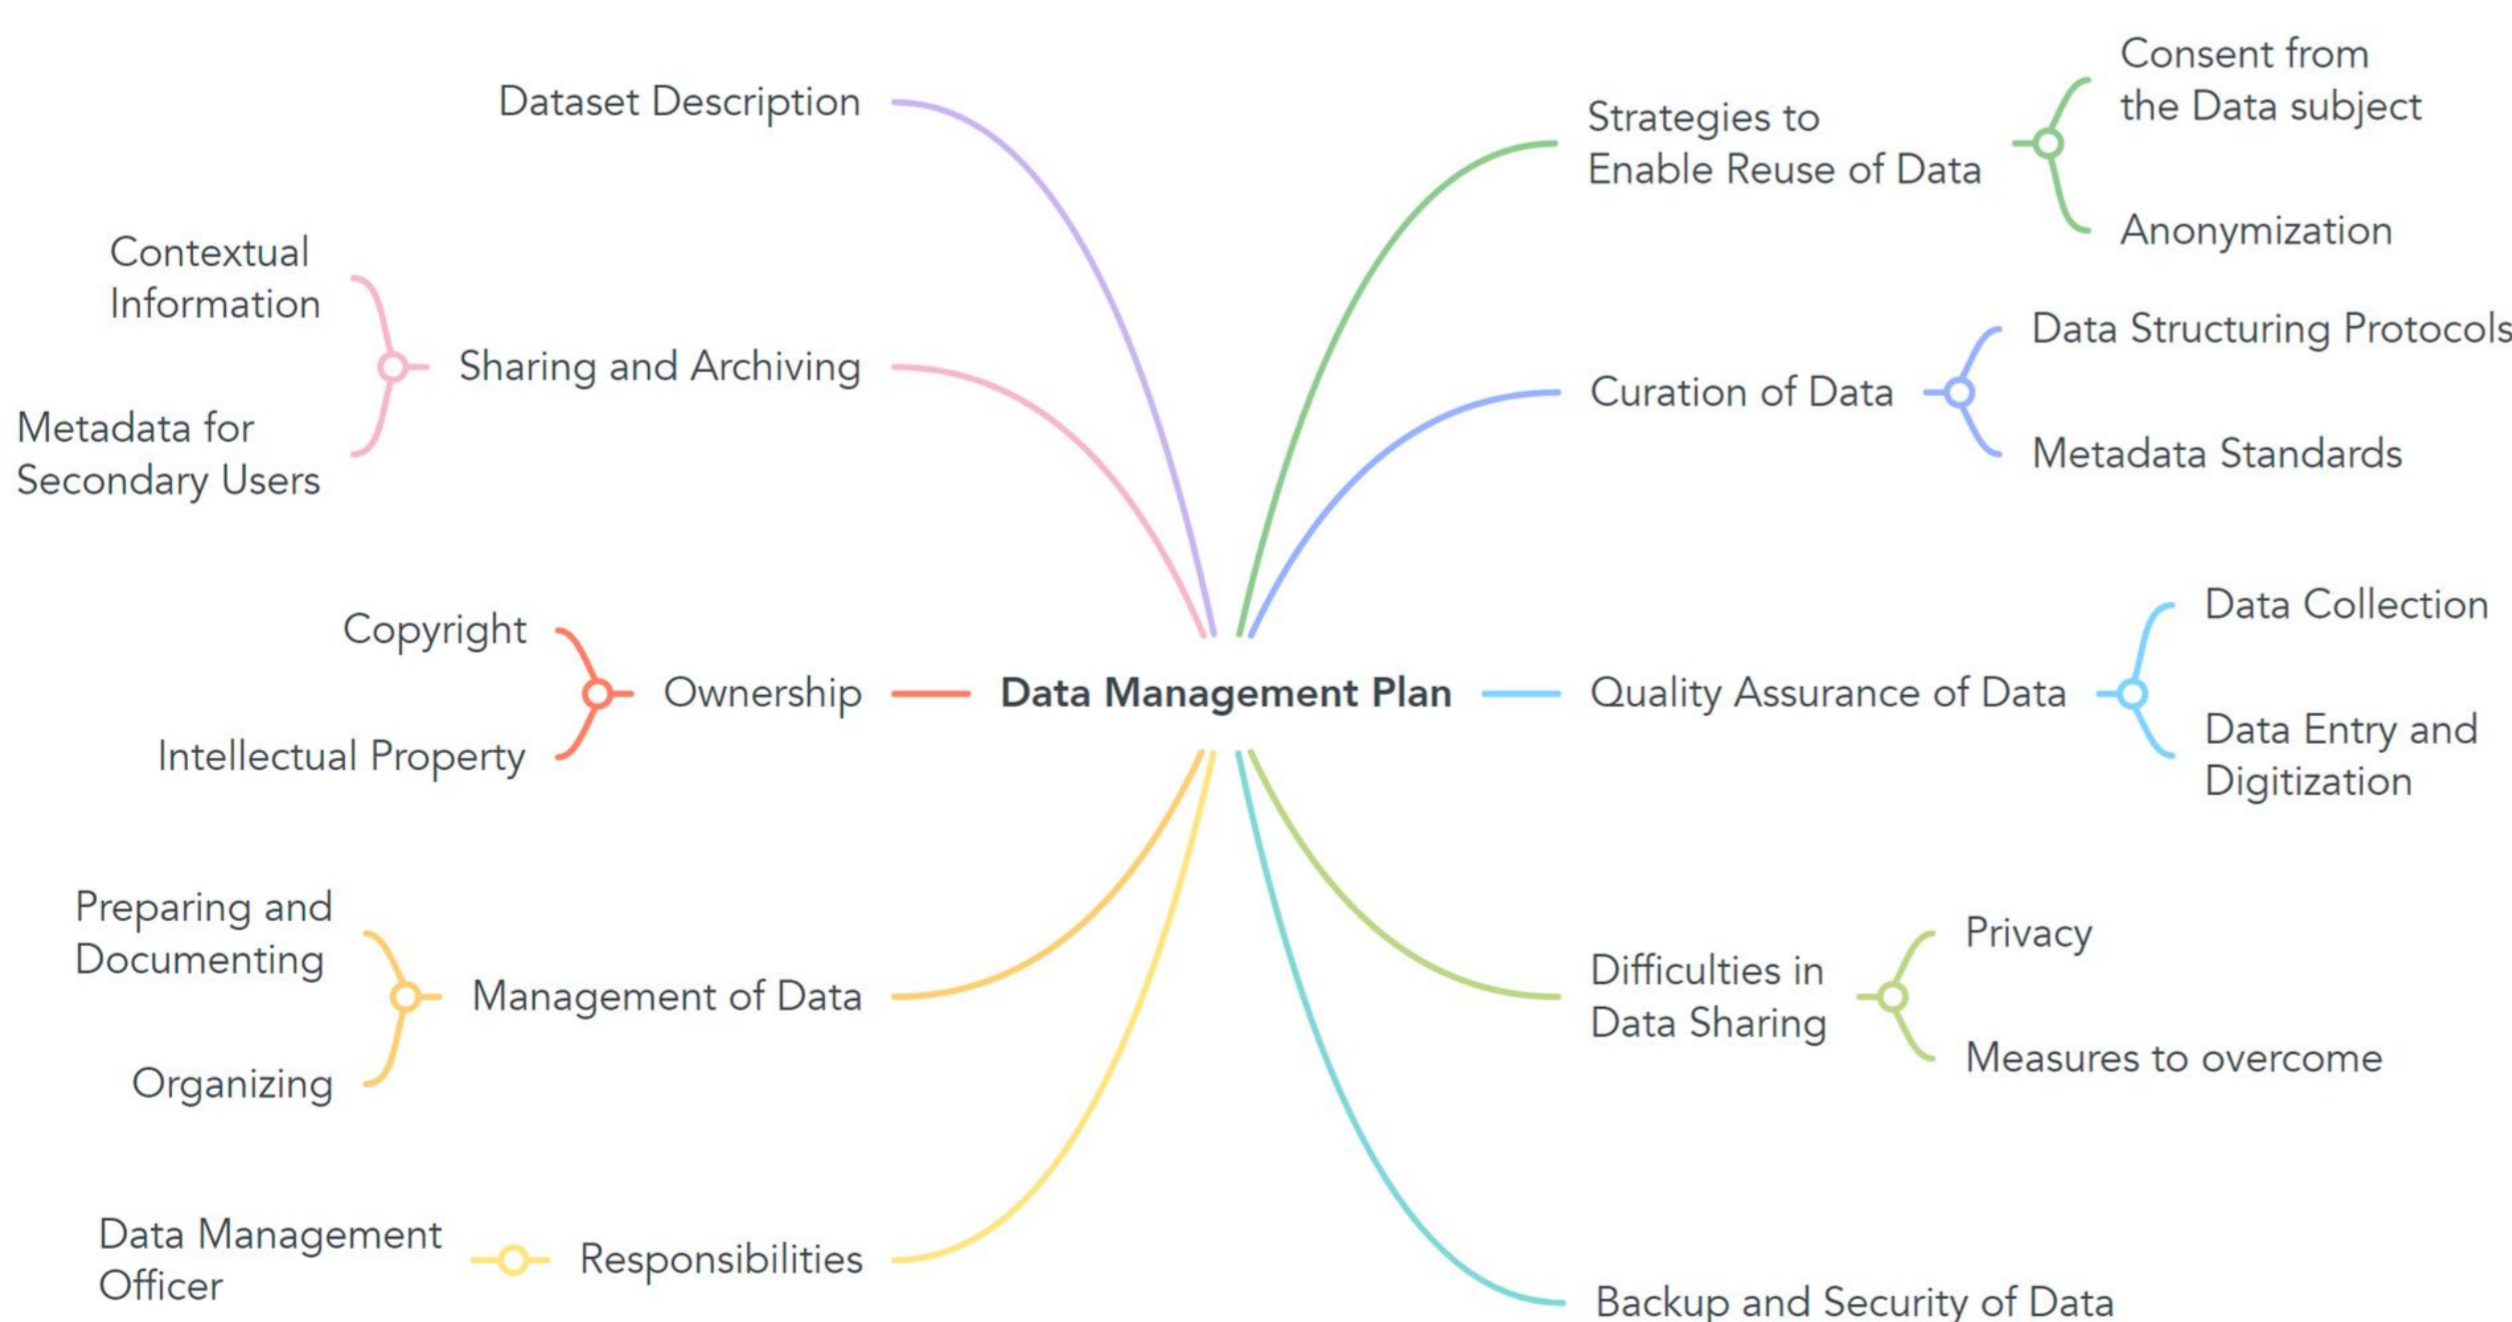 Dataset Description
Contextual
Information
Metadata for
Secondary Users
Sharing and Archiving
Copyright
Intellectual Property
Ownership
Preparing and
Documenting
Organizing
Management of Data
Data Management
Officer
Responsibilities
Data Management Plan
Strategies to
Enable Reuse of Data
Consent from
the Data subject
Anonymization
Curation of Data
Data Structuring Protocols
Metadata Standards
Quality Assurance of Data
Data Collection
Data Entry and
Digitization
Difficulties in
Data Sharing
Privacy
Measures to overcome
Backup and Security of Data